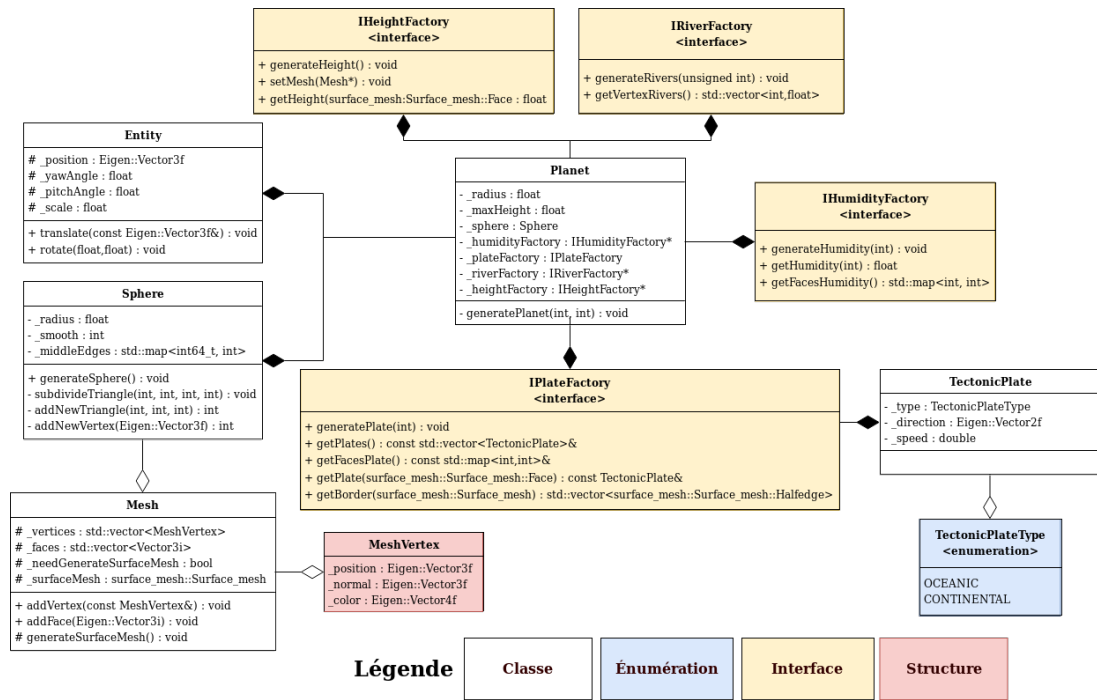 IHeightFactory
<interface>
+ generateHeight() : void
+ setMesh(Mesh*) : void
+ getHeight(surface_mesh:Surface_mesh::Face : float
IRiverFactory
<interface>
+ generateRivers(unsigned int) : void
+ getVertexRivers() : std::vector<int,float>
Entity
# _position : Eigen::Vector3f
# _yawAngle : float
# _pitchAngle : float
# _scale : float
+ translate(const Eigen::Vector3f&) : void
+ rotate(float,float) : void
Planet
- _radius : float
- _maxHeight : float
- _sphere : Sphere
- _humidityFactory : IHumidityFactory*
- _plateFactory : IPlateFactory
- _riverFactory : IRiverFactory*
- _heightFactory : IHeightFactory*
- generatePlanet(int, int) : void
IHumidityFactory
<interface>
+ generateHumidity(int) : void
+ getHumidity(int) : float
+ getFacesHumidity() : std::map<int, int>
Sphere
- _radius : float
- _smooth : int
- _middleEdges : std::map<int64_t, int>
+ generateSphere() : void
- subdivideTriangle(int, int, int, int) : void
- addNewTriangle(int, int, int) : int
- addNewVertex(Eigen::Vector3f) : int
IPlateFactory
<interface>
+ generatePlate(int) : void
+ getPlates() : const std::vector<TectonicPlate>&
+ getFacesPlate() : const std::map<int,int>&
+ getPlate(surface_mesh::Surface_mesh::Face) : const TectonicPlate&
+ getBorder(surface_mesh::Surface_mesh) : std::vector<surface_mesh::Surface_mesh::Halfedge>
TectonicPlate
- _type : TectonicPlateType
- _direction : Eigen::Vector2f
- _speed : double
Mesh
# _vertices : std::vector<MeshVertex>
# _faces : std::vector<Vector3i>
# _needGenerateSurfaceMesh : bool
# _surfaceMesh : surface_mesh::Surface_mesh
+ addVertex(const MeshVertex&) : void
+ addFace(Eigen::Vector3i) : void
# generateSurfaceMesh() : void
MeshVertex
_position : Eigen::Vector3f
_normal : Eigen::Vector3f
_color : Eigen::Vector4f
TectonicPlateType
<enumeration>
OCEANIC
CONTINENTAL
Légende
Classe
Énumération
Interface
Structure